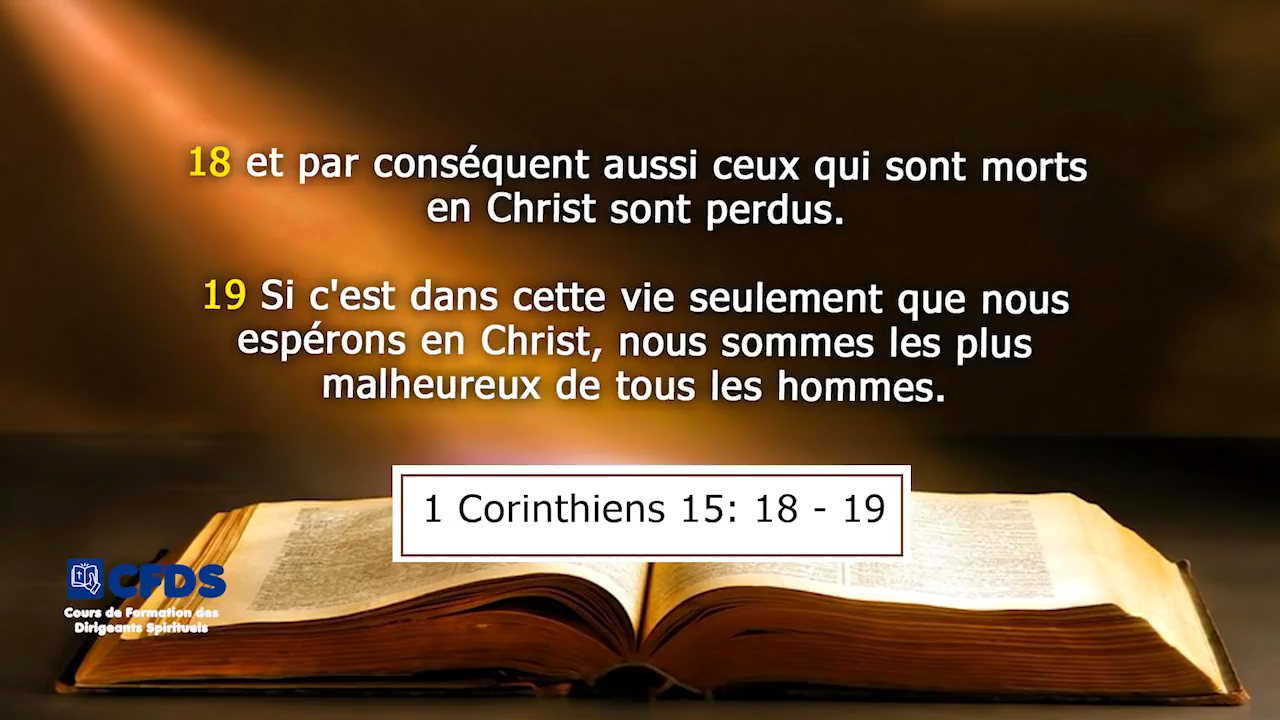 18 et par conséquent aussi ceux qui sont morts
en Christ sont perdus.
19 Si c'est dans cette vie seulement que nous
espérons en Christ, nous sommes les plus
malheureux de tous les hommes.
1 Corinthiens 15: 18 - 19
CFDS
Cours de Formation des
Dirigeants Spirituels